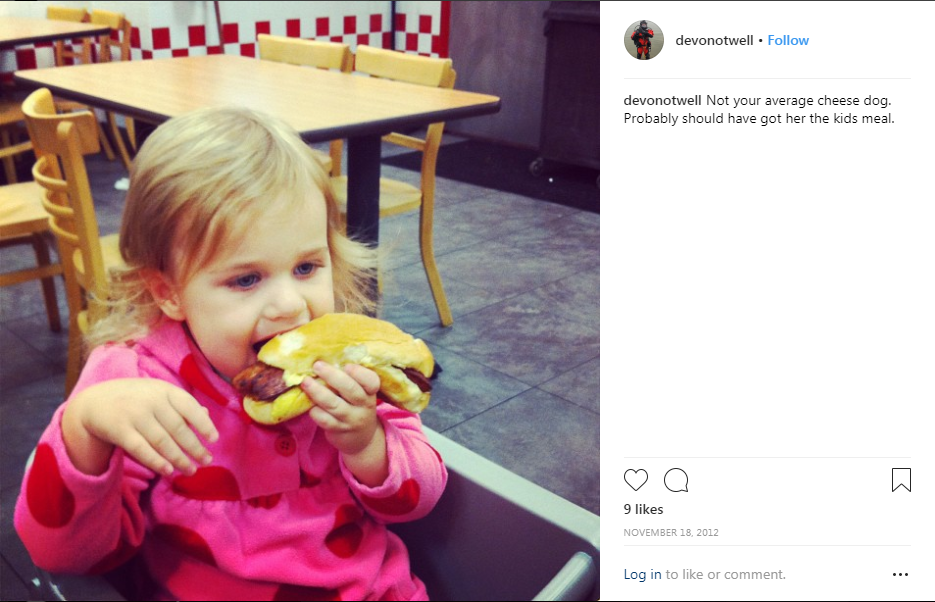 devonotwell • Follow
devonotwell Not your average cheese dog.
Probably should have got her the kids meal.
9 likes
NOVEMBER 18, 2012
Log in to like or comment.